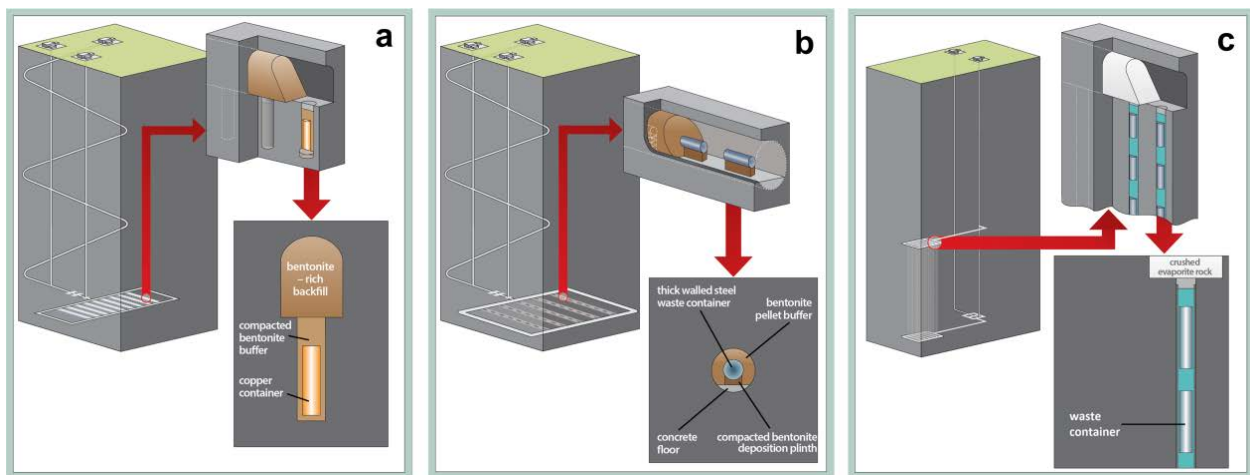 a
bentonite
– rich
backfill
compacted
bentonite
buffer
copper
container
b
thick walled steel
waste container
bentonite
pellet buffer
concrete
floor
compacted bentonite
deposition plinth
c
crushed
evaporite rock
waste
container